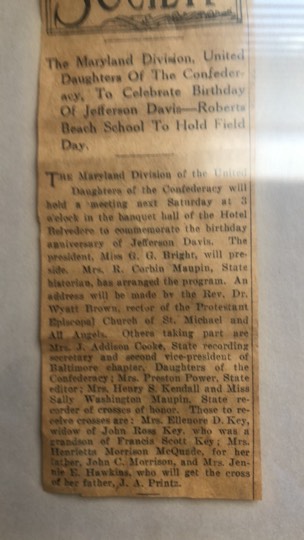 SOCIETY
The Maryland Division, United
Daughters Of The Confeder-
acy, To Celebrate Birthday
Of Jefferson Davis—Roberts
Beach School To Hold Field
Day.
THE Maryland Division of the United
Daughters of the Confederacy will
hold a meeting next Saturday at 3
o'clock in the banquet hall of the Hotel
Belvedere to commemorate the birthday
anniversary of Jefferson Davis. The
president, Miss G. G. Bright, will pre-
side. Mrs. R. Corbin Maupin, State
historian, has arranged the program. An
address will be made by the Rev. Dr.
Wyatt Brown, rector of the Protestant
Episcopal Church of St. Michael and
All Angels. Others taking part are
Mrs. J. Addison Cooke, State recording
secretary and second vice-president of
Baltimore chapter, Daughters of the
Confederacy; Mrs. Preston Power, State
editor; Mrs. Henry S. Kendall and Miss
Sally Washington Maupin, State re-
corder of crosses of honor. Those to re-
ceive crosses are: Mrs. Ellenore D. Key,
widow of John Ross Key, who was a
grandson of Francis Scott Key; Mrs.
Henrietta Morrison McQuade, for her
father, John C. Morrison, and Mrs. Jen-
nie E. Hawkins, who will get the cross
of her father, J. A. Printz.